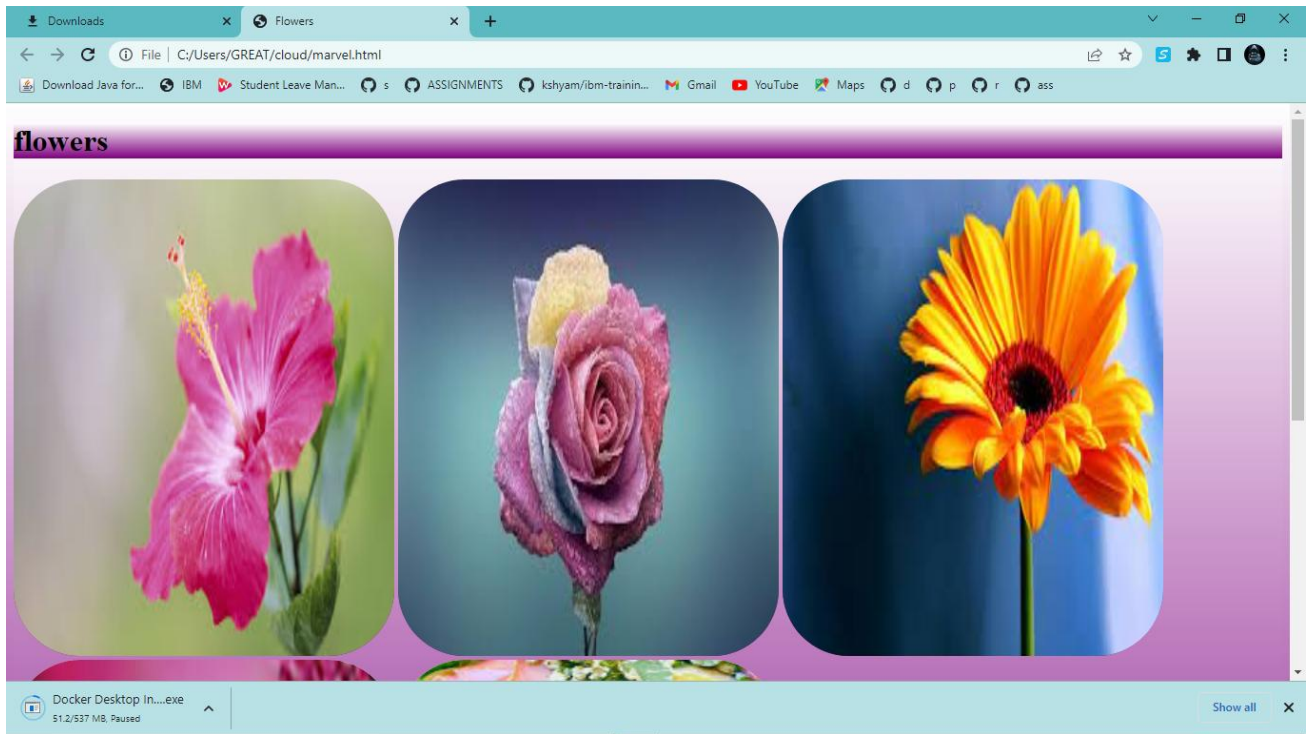 Downloads
Flowers
File | C:/Users/GREAT/cloud/marvel.html
S
Download Java for... IBM Student Leave Man... s ASSIGNMENTS kshyam/ibm-trainin... Gmail YouTube Maps d p r ass
flowers
Docker Desktop In....exe
51.2/537 MB, Paused
Show all